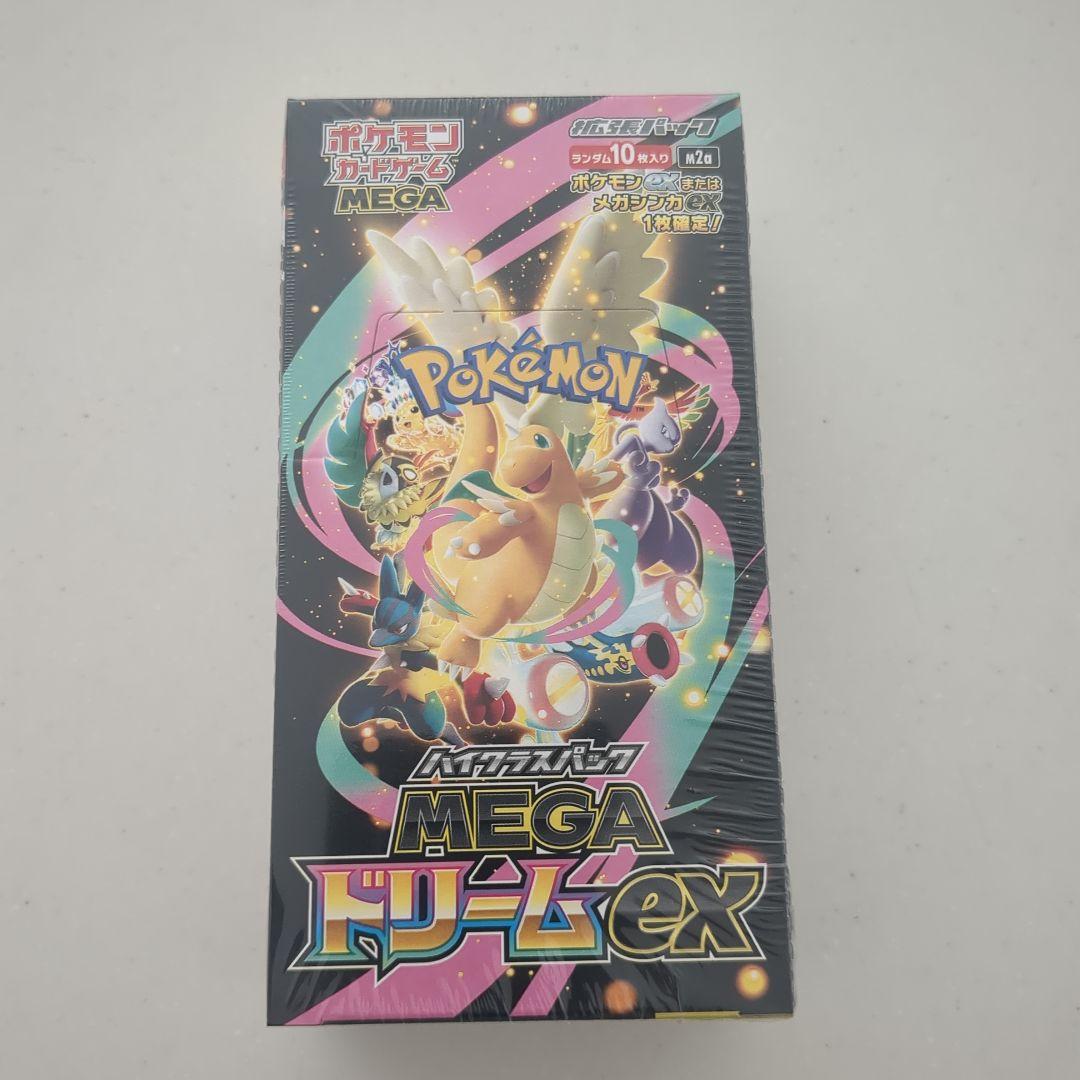 ポケモン
カードゲーム
MEGA
拡張パック
ランダム10枚入り M2a
ポケモンexまたは
メガシンカex
1枚確定!
POKéMON
TM
ハイクラスパック
MEGA
ドリームex